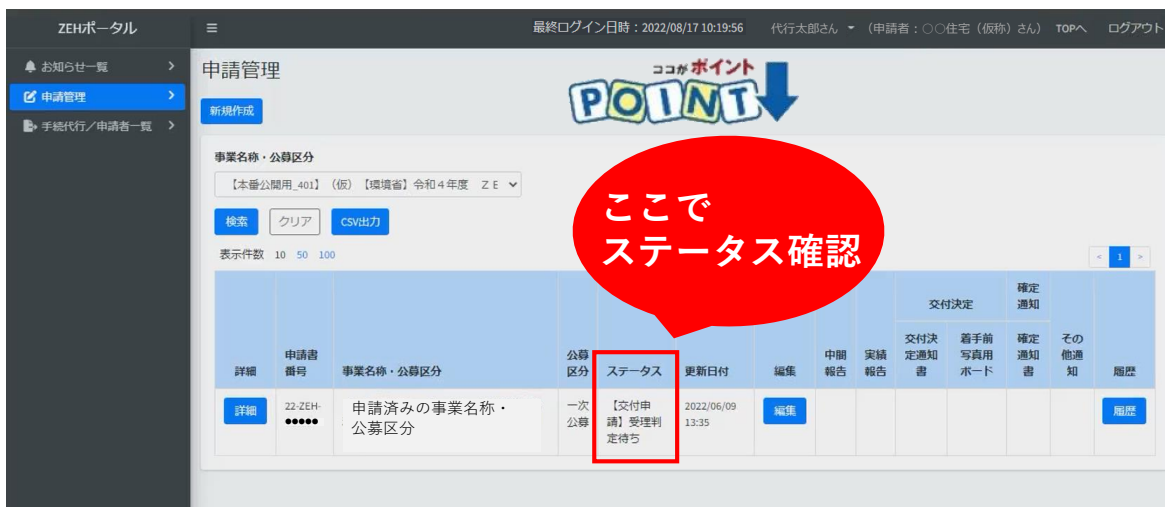 ZEHポータル
最終ログイン日時：2022/08/17 10:19:56 代行太郎さん (申請者：○○住宅（仮称）さん) TOPへ ログアウト
お知らせ一覧
申請管理
手続代行／申請者一覧
申請管理
ココがポイント
POINT
新規作成
事業名称・公募区分
【本番公開用_401】（仮）【環境省】令和４年度 ＺＥ
検索 クリア CSV出力
ここで
ステータス確認
表示件数 10 50 100
< 1 >
詳細
申請書
番号
事業名称・公募区分
公募
区分
ステータス
更新日付
編集
中間
報告
実績
報告
交付決定
交付決
定通知
書
着手前
写真用
ボード
確定
通知
確定
通知
書
その
他通
知
履歴
詳細
22-ZEH-
●●●●●
申請済みの事業名称・
公募区分
一次
公募
【交付申
請】受理判
定待ち
2022/06/09
13:35
編集
履歴